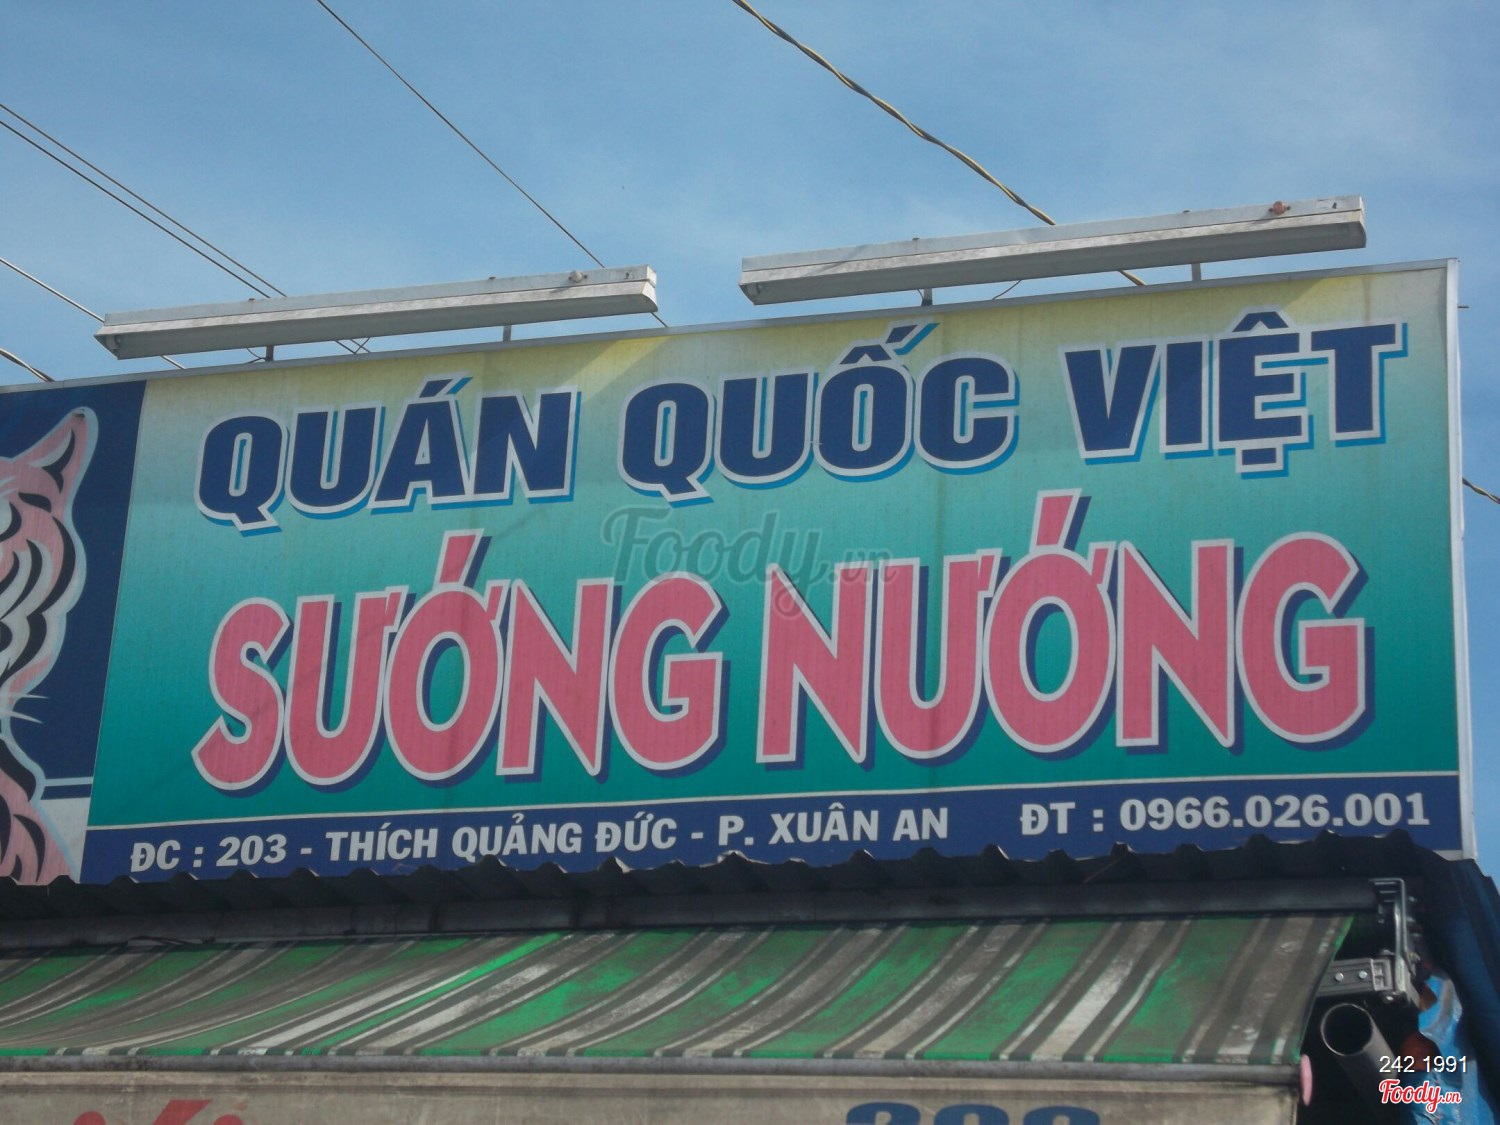 QUÁN QUỐC VIỆT
SƯỚNG NƯỚNG
ĐC : 203 - THÍCH QUẢNG ĐỨC - P. XUÂN AN ĐT : 0966.026.001
Foody.vn
242 1991
Foody.vn